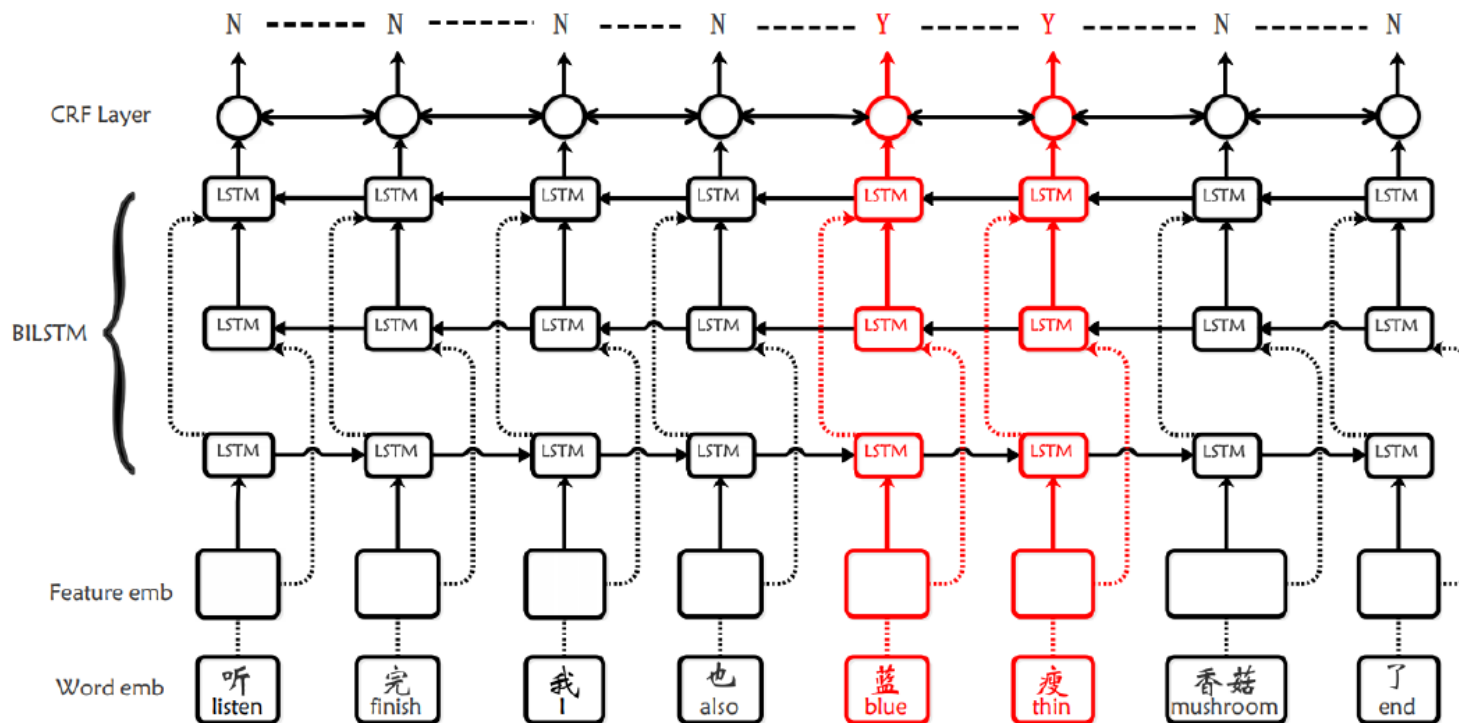 N N N N Y Y N N
CRF Layer
LSTM LSTM LSTM LSTM LSTM LSTM LSTM LSTM
BILSTM
LSTM LSTM LSTM LSTM LSTM LSTM LSTM LSTM
LSTM LSTM LSTM LSTM LSTM LSTM LSTM LSTM
Feature emb
Word emb
听 完 我 也 蓝 瘦 香菇 了
listen finish I also blue thin mushroom end